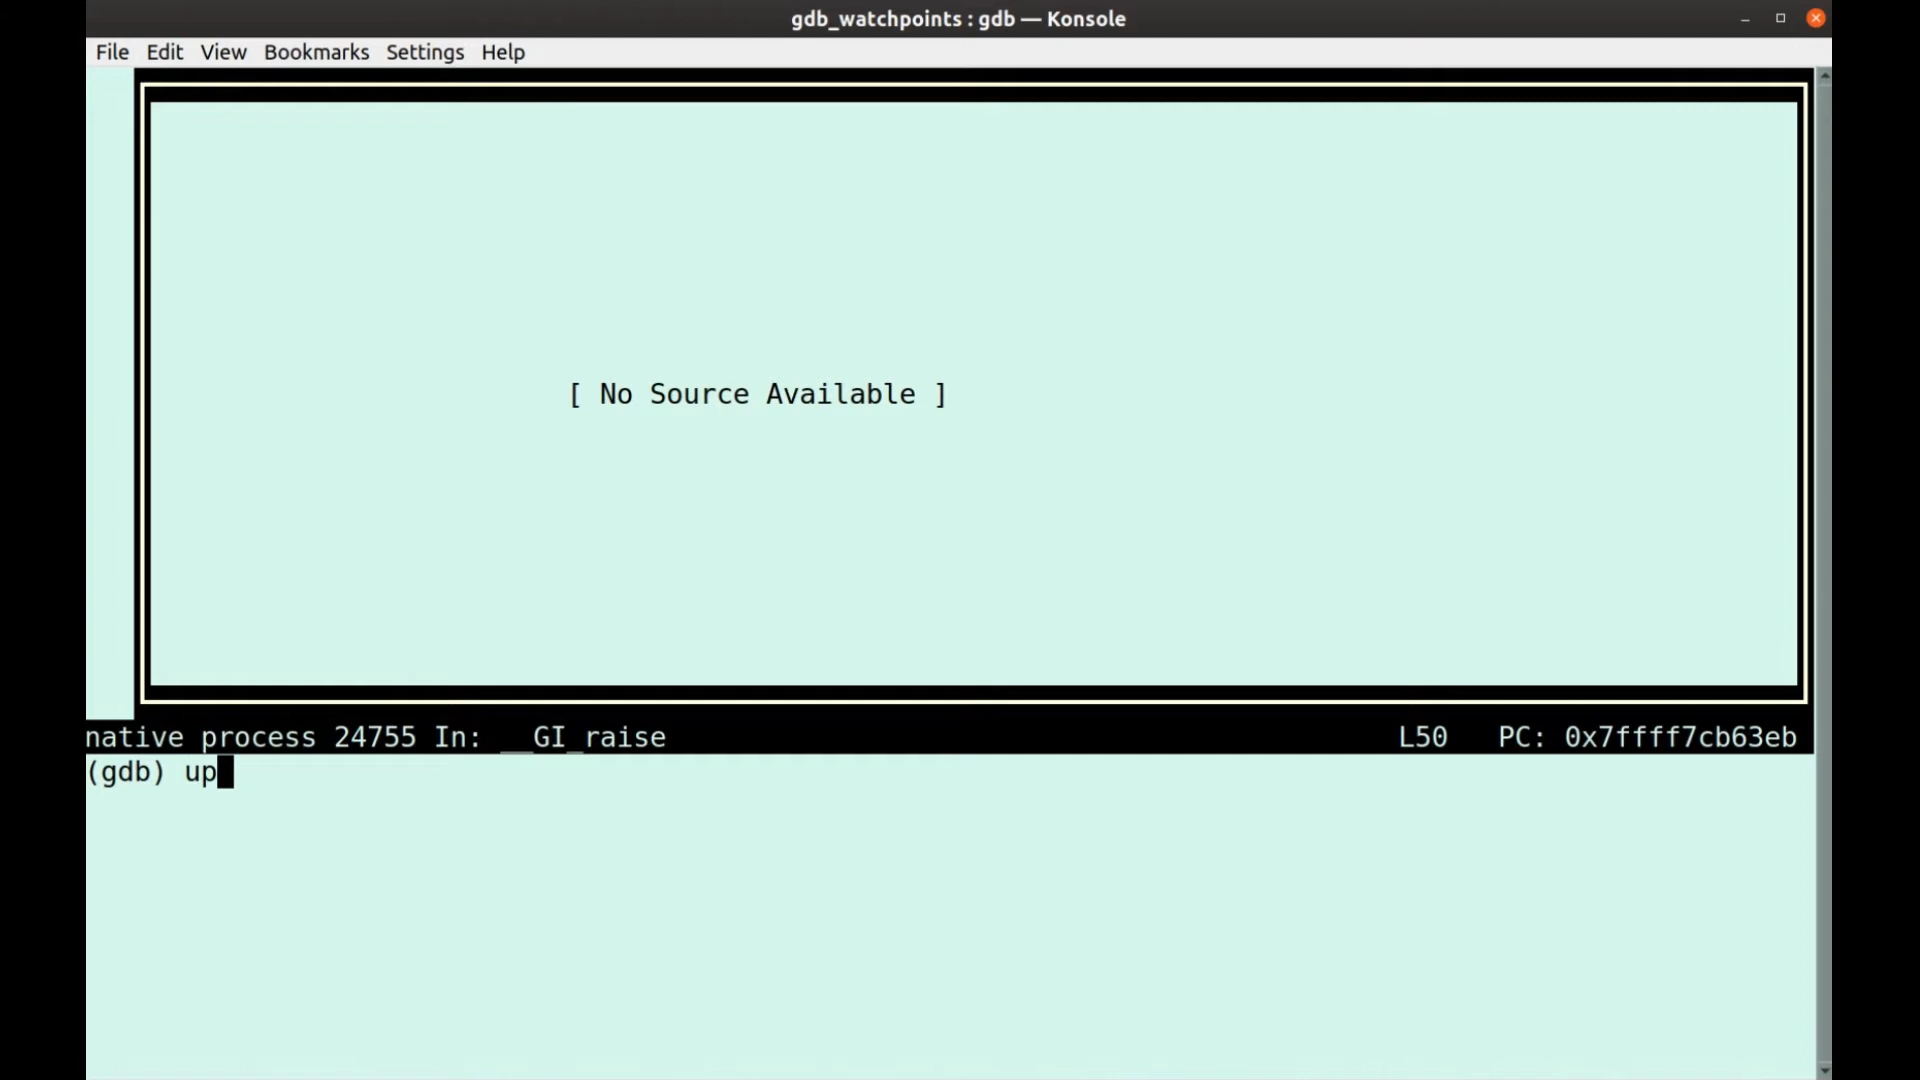 gdb_watchpoints : gdb — Konsole
File Edit View Bookmarks Settings Help
[ No Source Available ]
native process 24755 In: __GI_raise L50 PC: 0x7ffff7cb63eb
(gdb) up